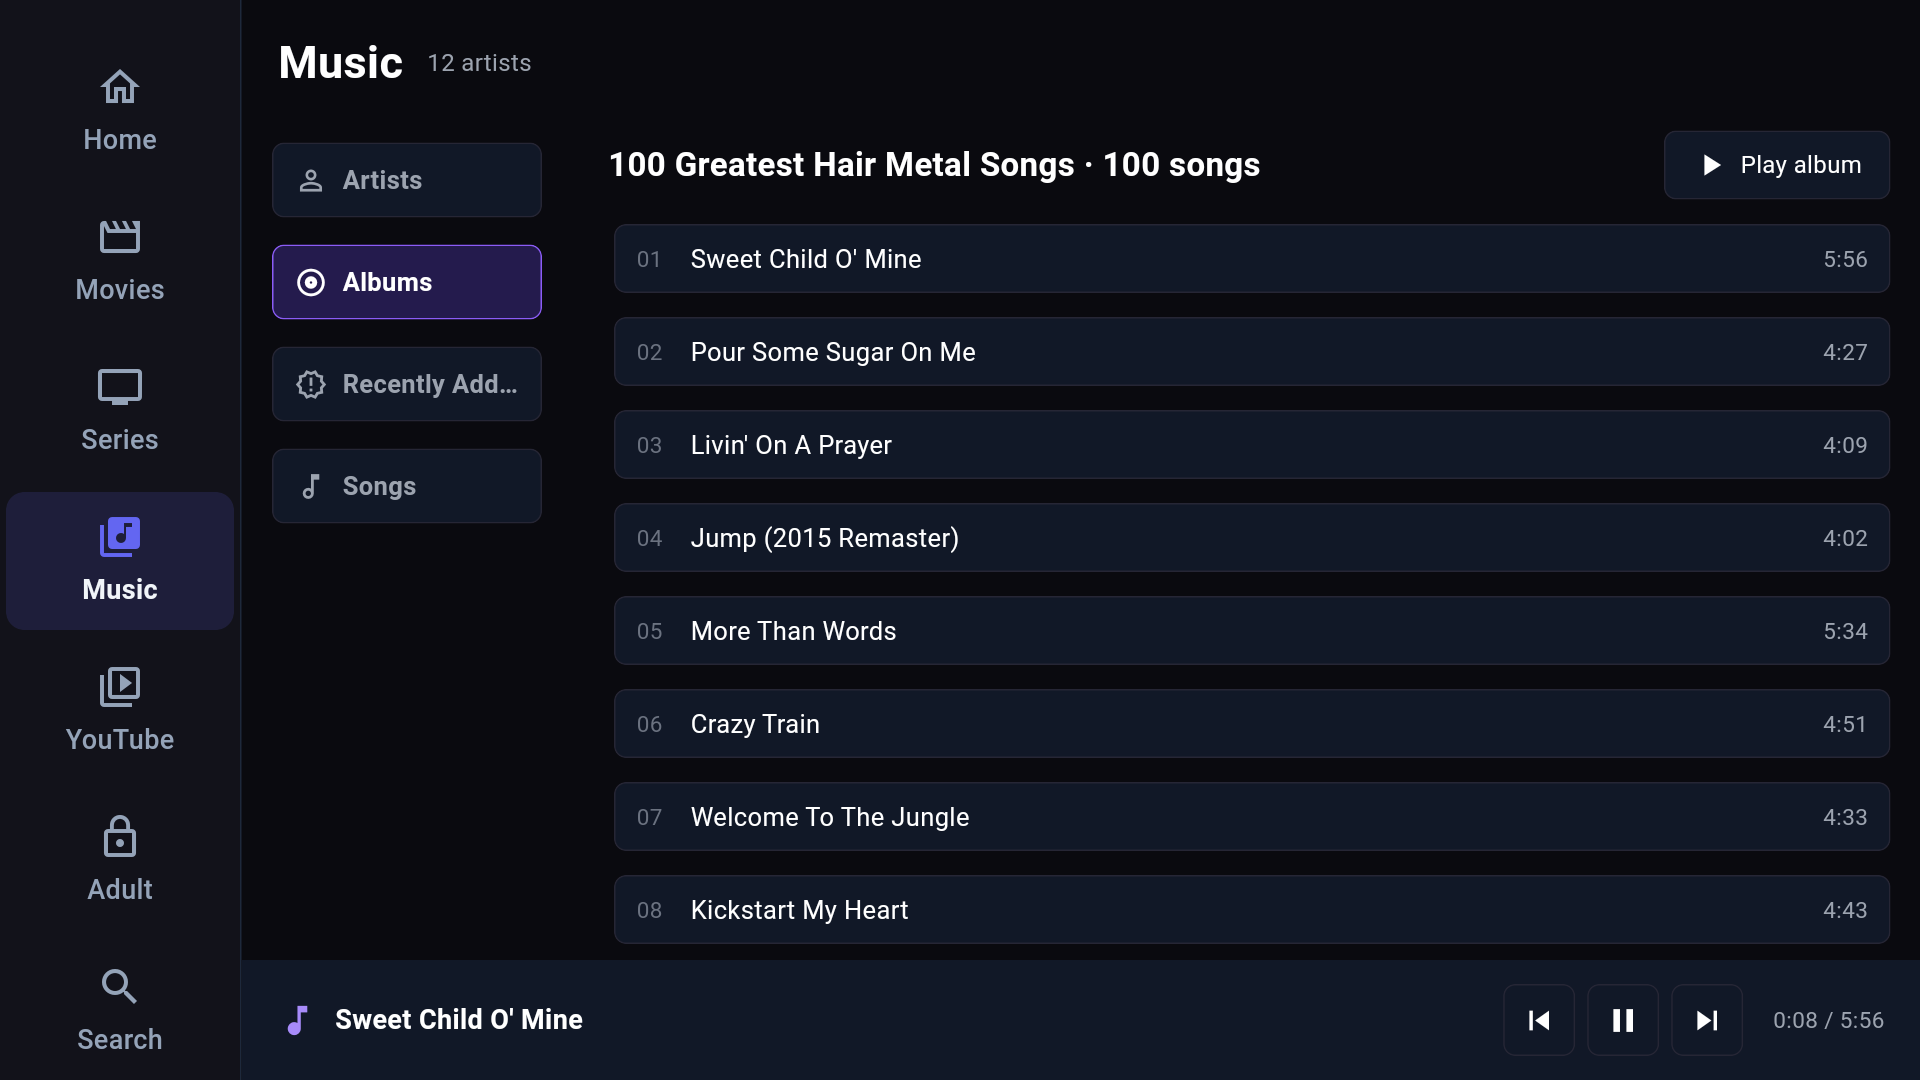 Home
Movies
Series
Music
YouTube
Adult
Search
Music 12 artists
Artists
Albums
Recently Add...
Songs
100 Greatest Hair Metal Songs · 100 songs
Play album
01 Sweet Child O' Mine 5:56
02 Pour Some Sugar On Me 4:27
03 Livin' On A Prayer 4:09
04 Jump (2015 Remaster) 4:02
05 More Than Words 5:34
06 Crazy Train 4:51
07 Welcome To The Jungle 4:33
08 Kickstart My Heart 4:43
Sweet Child O' Mine
0:08 / 5:56